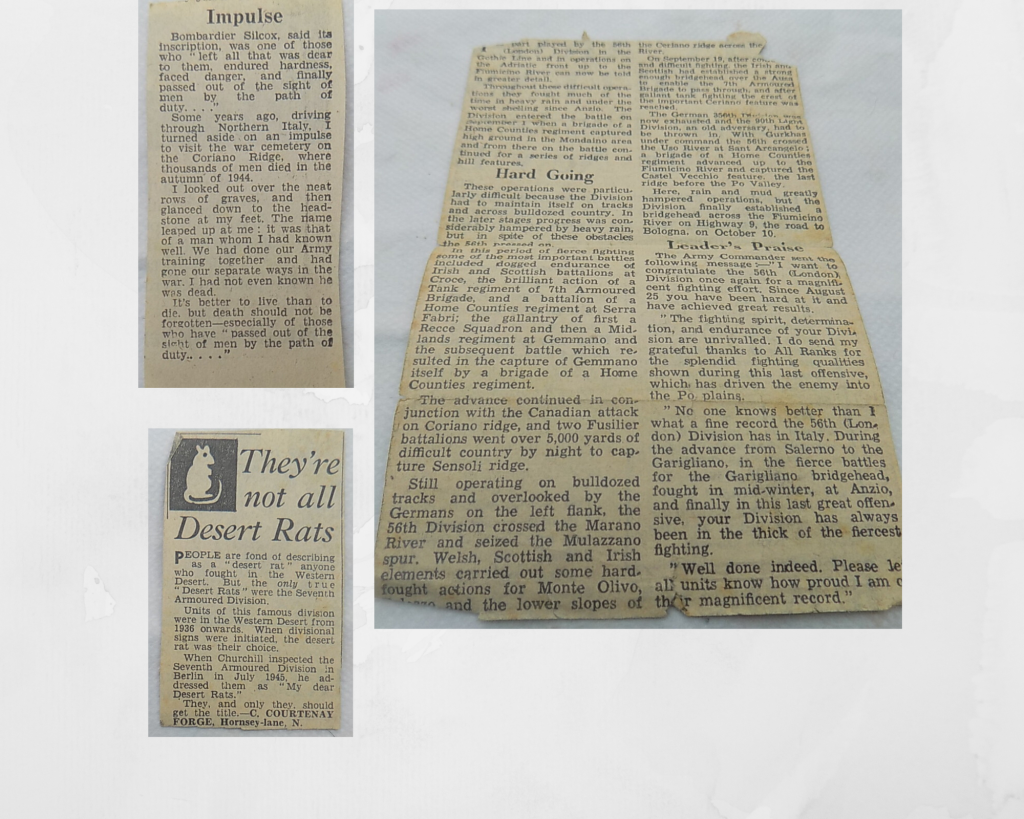 Impulse
Bombardier Silcox, said its
inscription, was one of those
who "left all that was dear
to them, endured hardness,
faced danger, and finally
passed out of the sight of
men by the path of
duty. . . ."
Some years ago, driving
through Northern Italy, I
turned aside on an impulse
to visit the war cemetery on
the Coriano Ridge, where
thousands of men died in the
autumn of 1944.
I looked out over the neat
rows of graves, and then
glanced down to the head-
stone at my feet. The name
leaped up at me: it was that
of a man whom I had known
well. We had done our Army
training together and had
gone our separate ways in the
war. I had not even known he
was dead.
It's better to live than to
die, but death should not be
forgotten—especially of those
who have "passed out of the
sight of men by the path of
duty. . . ."
They're
not all
Desert Rats
PEOPLE are fond of describing
as a "desert rat" anyone
who fought in the Western
Desert. But the only true
"Desert Rats" were the Seventh
Armoured Division.
Units of this famous division
were in the Western Desert from
1936 onwards. When divisional
signs were initiated, the desert
rat was their choice.
When Churchill inspected the
Seventh Armoured Division in
Berlin in July 1945, he ad-
dressed them as "My dear
Desert Rats."
They, and only they, should
get the title.—C. COURTENAY
FORGE, Hornsey-lane, N.
part played by the 56th
(London) Division in the
Gothic Line and in operations on
the Adriatic front up to the
Fiumicino River can now be told
in greater detail.
Throughout these difficult opera-
tions they fought much of the
time in heavy rain and under the
worst shelling since Anzio. The
Division entered the battle on
September 1 when a brigade of a
Home Counties regiment captured
high ground in the Mondaino area
and from there on the battle con-
tinued for a series of ridges and
hill features.
Hard Going
These operations were particu-
larly difficult because the Division
had to maintain itself on tracks
and across bulldozed country. In
the later stages progress was con-
siderably hampered by heavy rain,
but in spite of these obstacles
the 56th pressed on.
In this period of fierce fighting
some of the most important battles
included dogged endurance of
Irish and Scottish battalions at
Croce, the brilliant action of a
Tank regiment of 7th Armoured
Brigade, and a battalion of a
Home Counties regiment at Serra
Fabri; the gallantry of first a
Recce Squadron and then a Mid-
lands regiment at Gemmano and
the subsequent battle which re-
sulted in the capture of Gemmano
itself by a brigade of a Home
Counties regiment.
The advance continued in con-
junction with the Canadian attack
on Coriano ridge, and two Fusilier
battalions went over 5,000 yards of
difficult country by night to cap-
ture Sensoli ridge.
Still operating on bulldozed
tracks and overlooked by the
Germans on the left flank, the
56th Division crossed the Marano
River and seized the Mulazzano
spur. Welsh, Scottish and Irish
elements carried out some hard-
fought actions for Monte Olivo,
and the lower slopes of
the Ceriano ridge across the
River.
On September 19, after
and difficult fighting, the Irish and
Scottish had established a strong
enough bridgehead over the Ausa
to enable the 7th Armoured
Brigade to pass through, and after
gallant tank fighting the crest of
the important Ceriano feature was
reached.
The German 356th Division was
now exhausted and the 90th Light
Division, an old adversary, had to
be thrown in. With Gurkhas
under command the 56th crossed
the Uso River at Sant Arcangelo;
a brigade of a Home Counties
regiment advanced up to the
Fiumicino River and captured the
Castel Vecchio feature, the last
ridge before the Po Valley.
Here, rain and mud greatly
hampered operations, but the
Division finally established a
bridgehead across the Fiumicino
River on Highway 9, the road to
Bologna, on October 10.
Leader's Praise
The Army Commander sent the
following message:—"I want to
congratulate the 56th (London)
Division once again for a magnifi-
cent fighting effort. Since August
25 you have been hard at it and
have achieved great results.
"The fighting spirit, determina-
tion, and endurance of your Divi-
sion are unrivalled. I do send my
grateful thanks to All Ranks for
the splendid fighting qualities
shown during this last offensive,
which has driven the enemy into
the Po plains.
"No one knows better than I
what a fine record the 56th (Lon-
don) Division has in Italy. During
the advance from Salerno to the
Garigliano, in the fierce battles
for the Garigliano bridgehead,
fought in mid-winter, at Anzio,
and finally in this last great offen-
sive, your Division has always
been in the thick of the fiercest
fighting.
"Well done indeed. Please le
all units know how proud I am
their magnificent record."